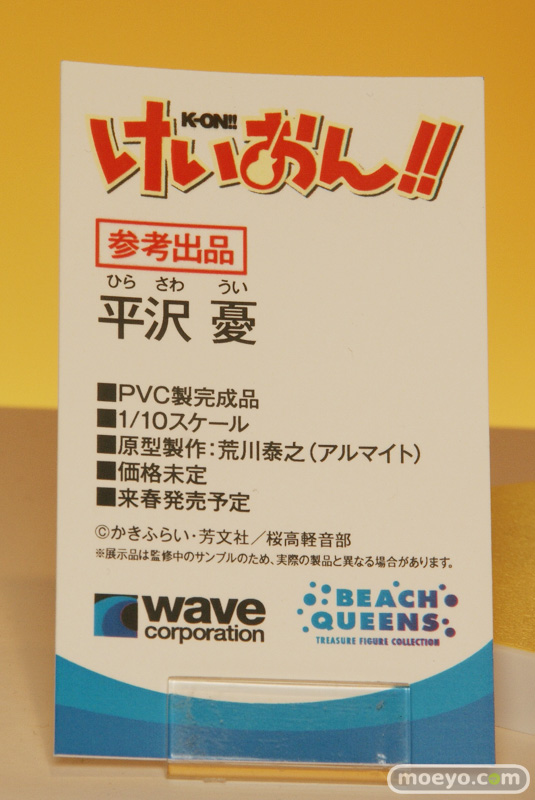 K-ON!!
けいおん!!
参考出品
ひら さわ うい
平沢 憂
■PVC製完成品
■1/10スケール
■原型製作：荒川泰之（アルマイト）
■価格未定
■来春発売予定
©かきふらい・芳文社／桜高軽音部
※展示品は監修中のサンプルのため、実際の製品と異なる場合があります。
wave
corporation
BEACH
QUEENS
TREASURE FIGURE COLLECTION
moeyo.com